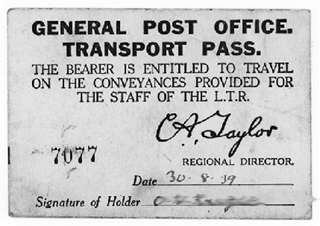 GENERAL POST OFFICE.
TRANSPORT PASS.
THE BEARER IS ENTITLED TO TRAVEL
ON THE CONVEYANCES PROVIDED FOR
THE STAFF OF THE L.T.R.
C A Taylor
7077
REGIONAL DIRECTOR.
Date 30-8-39
Signature of Holder